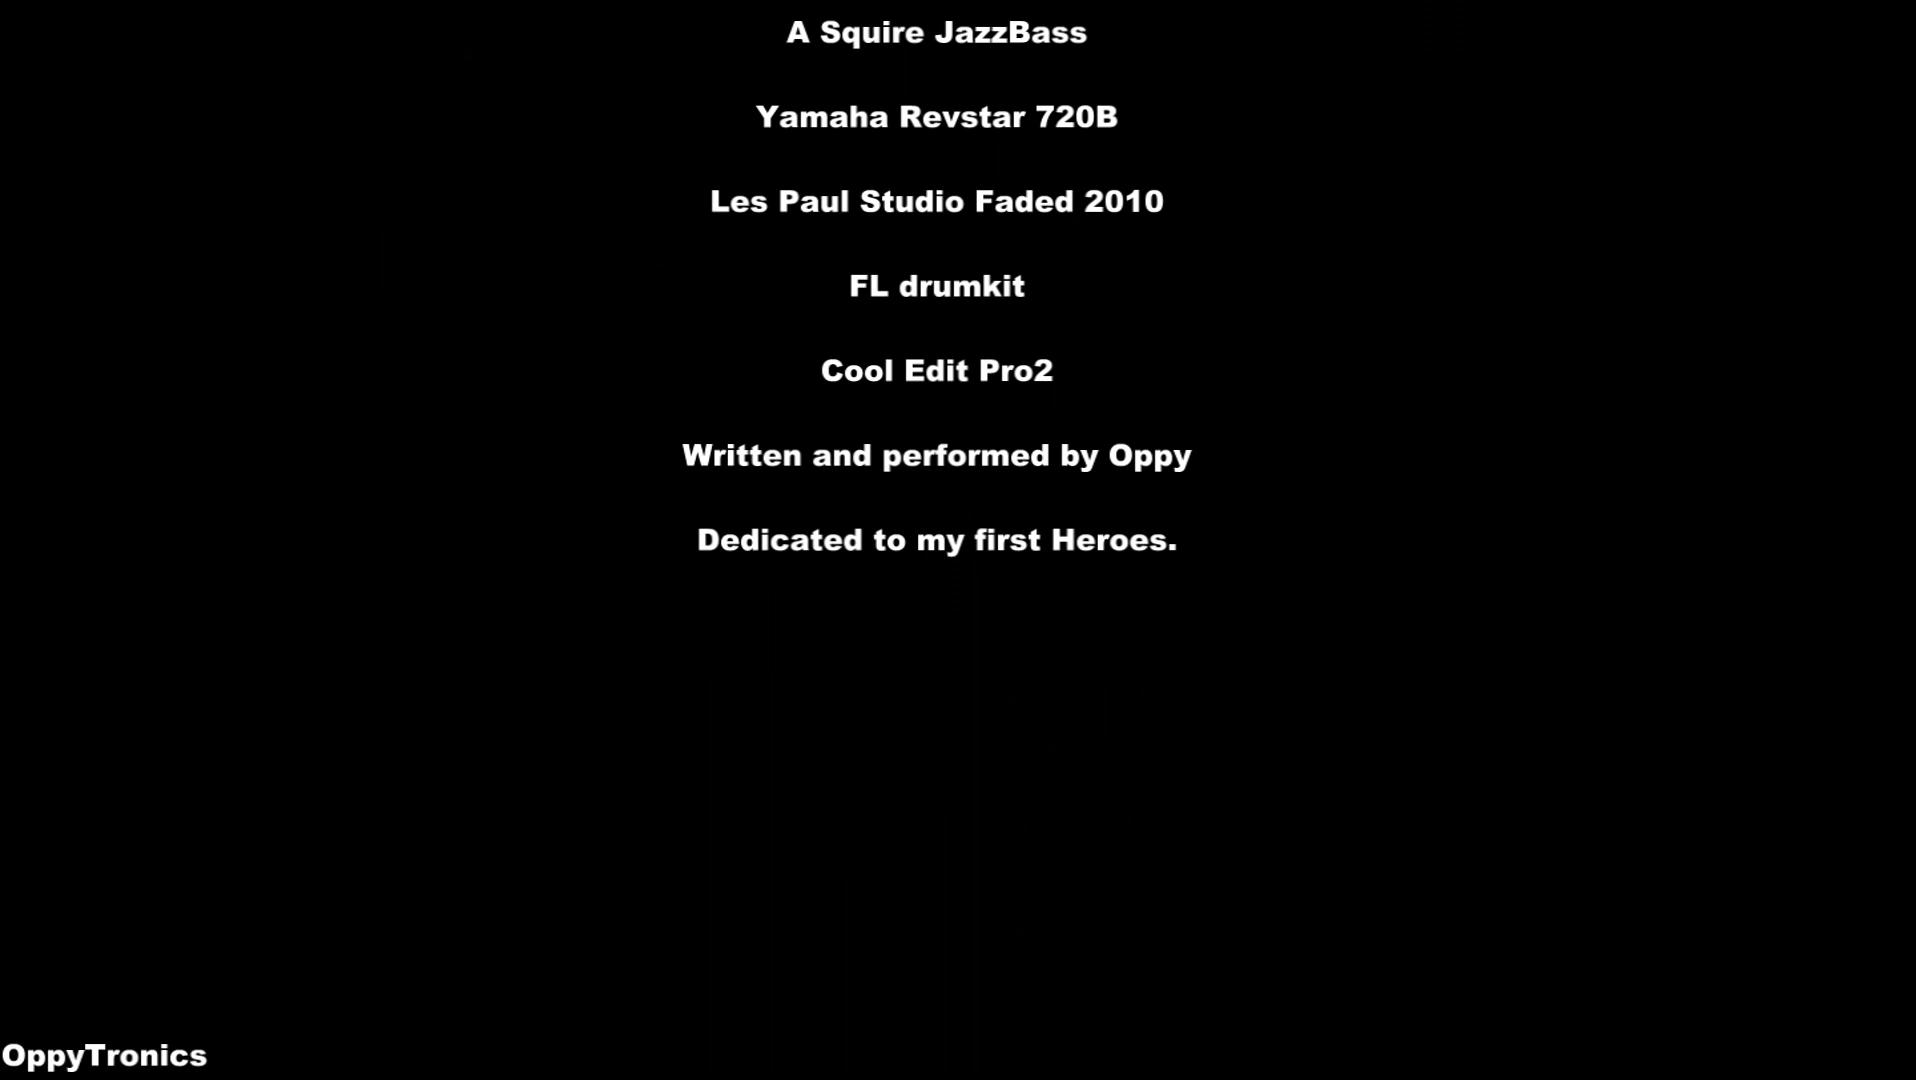 A Squire JazzBass
Yamaha Revstar 720B
Les Paul Studio Faded 2010
FL drumkit
Cool Edit Pro2
Written and performed by Oppy
Dedicated to my first Heroes.
OppyTronics